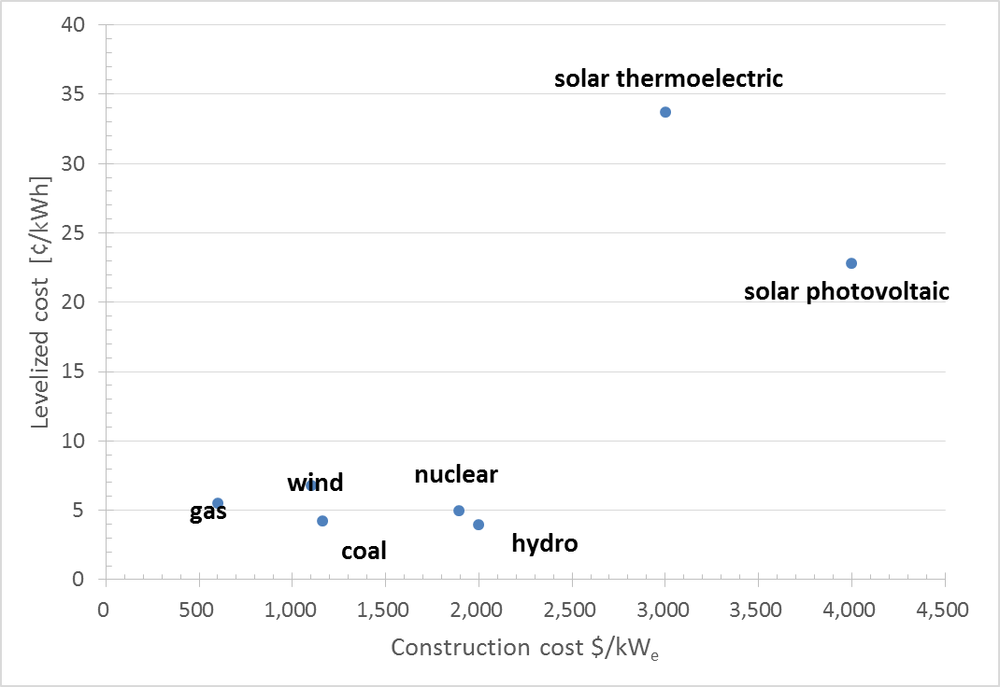 40
solar thermoelectric
35
30
25
solar photovoltaic
20
15
10
nuclear
wind
gas
5
hydro
coal
0
0 500 1,000 1,500 2,000 2,500 3,000 3,500 4,000 4,500
Construction cost $/kWe
Levelized cost [¢/kWh]